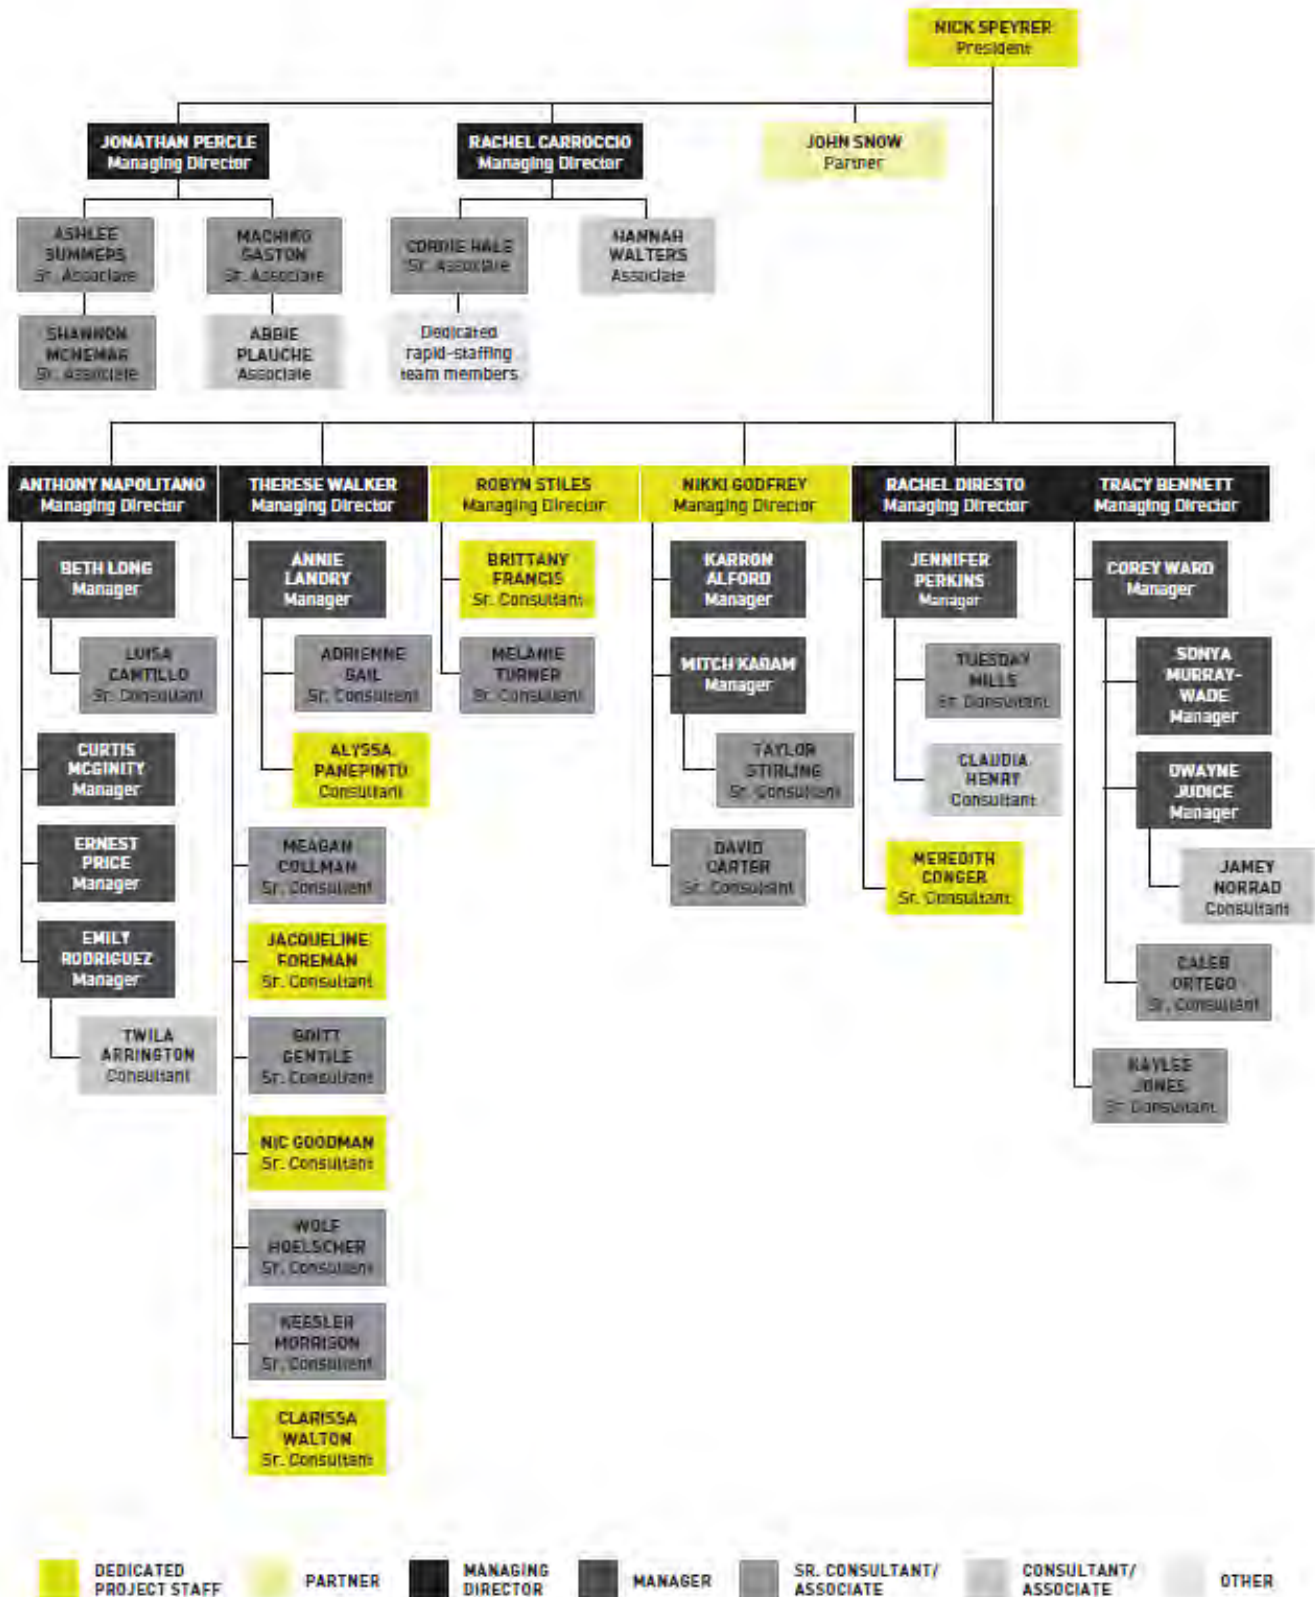 NICK SPEYRER
President
JONATHAN PERCLE
Managing Director
RACHEL CARROCCIO
Managing Director
JOHN SNOW
Partner
ASHLEE
SUMMERS
Sr. Associate
GASTON
Sr. Associate
CORDIE HALE
Sr. Associate
HANNAH
WALTERS
Associate
SHANNON
MCNEMAR
Sr. Associate
ABBIE
PLAUCHE
Associate
Dedicated
rapid-staffing
team members
ANTHONY NAPOLITANO
Managing Director
THERESE WALKER
Managing Director
ROBYN STILES
Managing Director
NIKKI GODFREY
Managing Director
RACHEL DIRESTO
Managing Director
TRACY BENNETT
Managing Director
BETH LONG
Manager
LUISA
CANTILLO
Sr. Consultant
CURTIS
MCGINITY
Manager
ERNEST
PRICE
Manager
EMILY
RODRIGUEZ
Manager
TWILA
ARRINGTON
Consultant
ANNIE
LANDRY
Manager
ADRIENNE
GAIL
Sr. Consultant
ALYSSA
PANEPINTO
Consultant
MEAGAN
COLLMAN
Sr. Consultant
JACQUELINE
FOREMAN
Sr. Consultant
BRITT
GENTILE
Sr. Consultant
NIC GOODMAN
Sr. Consultant
WOLF
HOELSCHER
Sr. Consultant
KEESLER
MORRISON
Sr. Consultant
CLARISSA
WALTON
Sr. Consultant
BRITTANY
FRANCIS
Sr. Consultant
MELANIE
TURNER
Sr. Consultant
KARRON
ALFORD
Manager
MITCH KARAM
Manager
TAYLOR
STIRLING
Sr. Consultant
DAVID
CARTER
Sr. Consultant
JENNIFER
PERKINS
Manager
TUESDAY
MILLS
Sr. Consultant
CLAUDIA
HENRY
Consultant
MEREDITH
CONGER
Sr. Consultant
COREY WARD
Manager
SONYA
MURRAY-
WADE
Manager
DWAYNE
JUDICE
Manager
JAMEY
NORRAD
Consultant
CALEB
ORTEGO
Sr. Consultant
KAYLEE
JONES
Sr. Consultant
DEDICATED
PROJECT STAFF
PARTNER
MANAGING
DIRECTOR
MANAGER
SR. CONSULTANT/
ASSOCIATE
CONSULTANT/
ASSOCIATE
OTHER